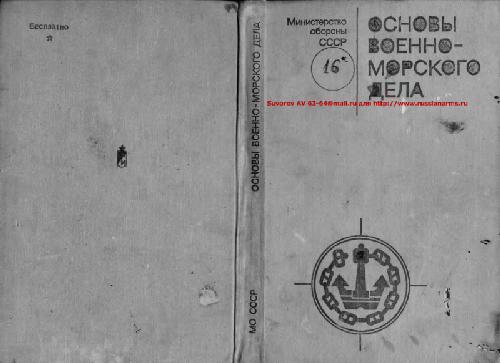 Бесплатно
ОСНОВЫ ВОЕННО-МОРСКОГО ДЕЛА
МО СССР
Министерство
обороны
СССР
16к
ОСНОВЫ
ВОЕННО-
МОРСКОГО
ДЕЛА
Suvorov AV 63-64@mail.ru для http://www.russianarms.ru